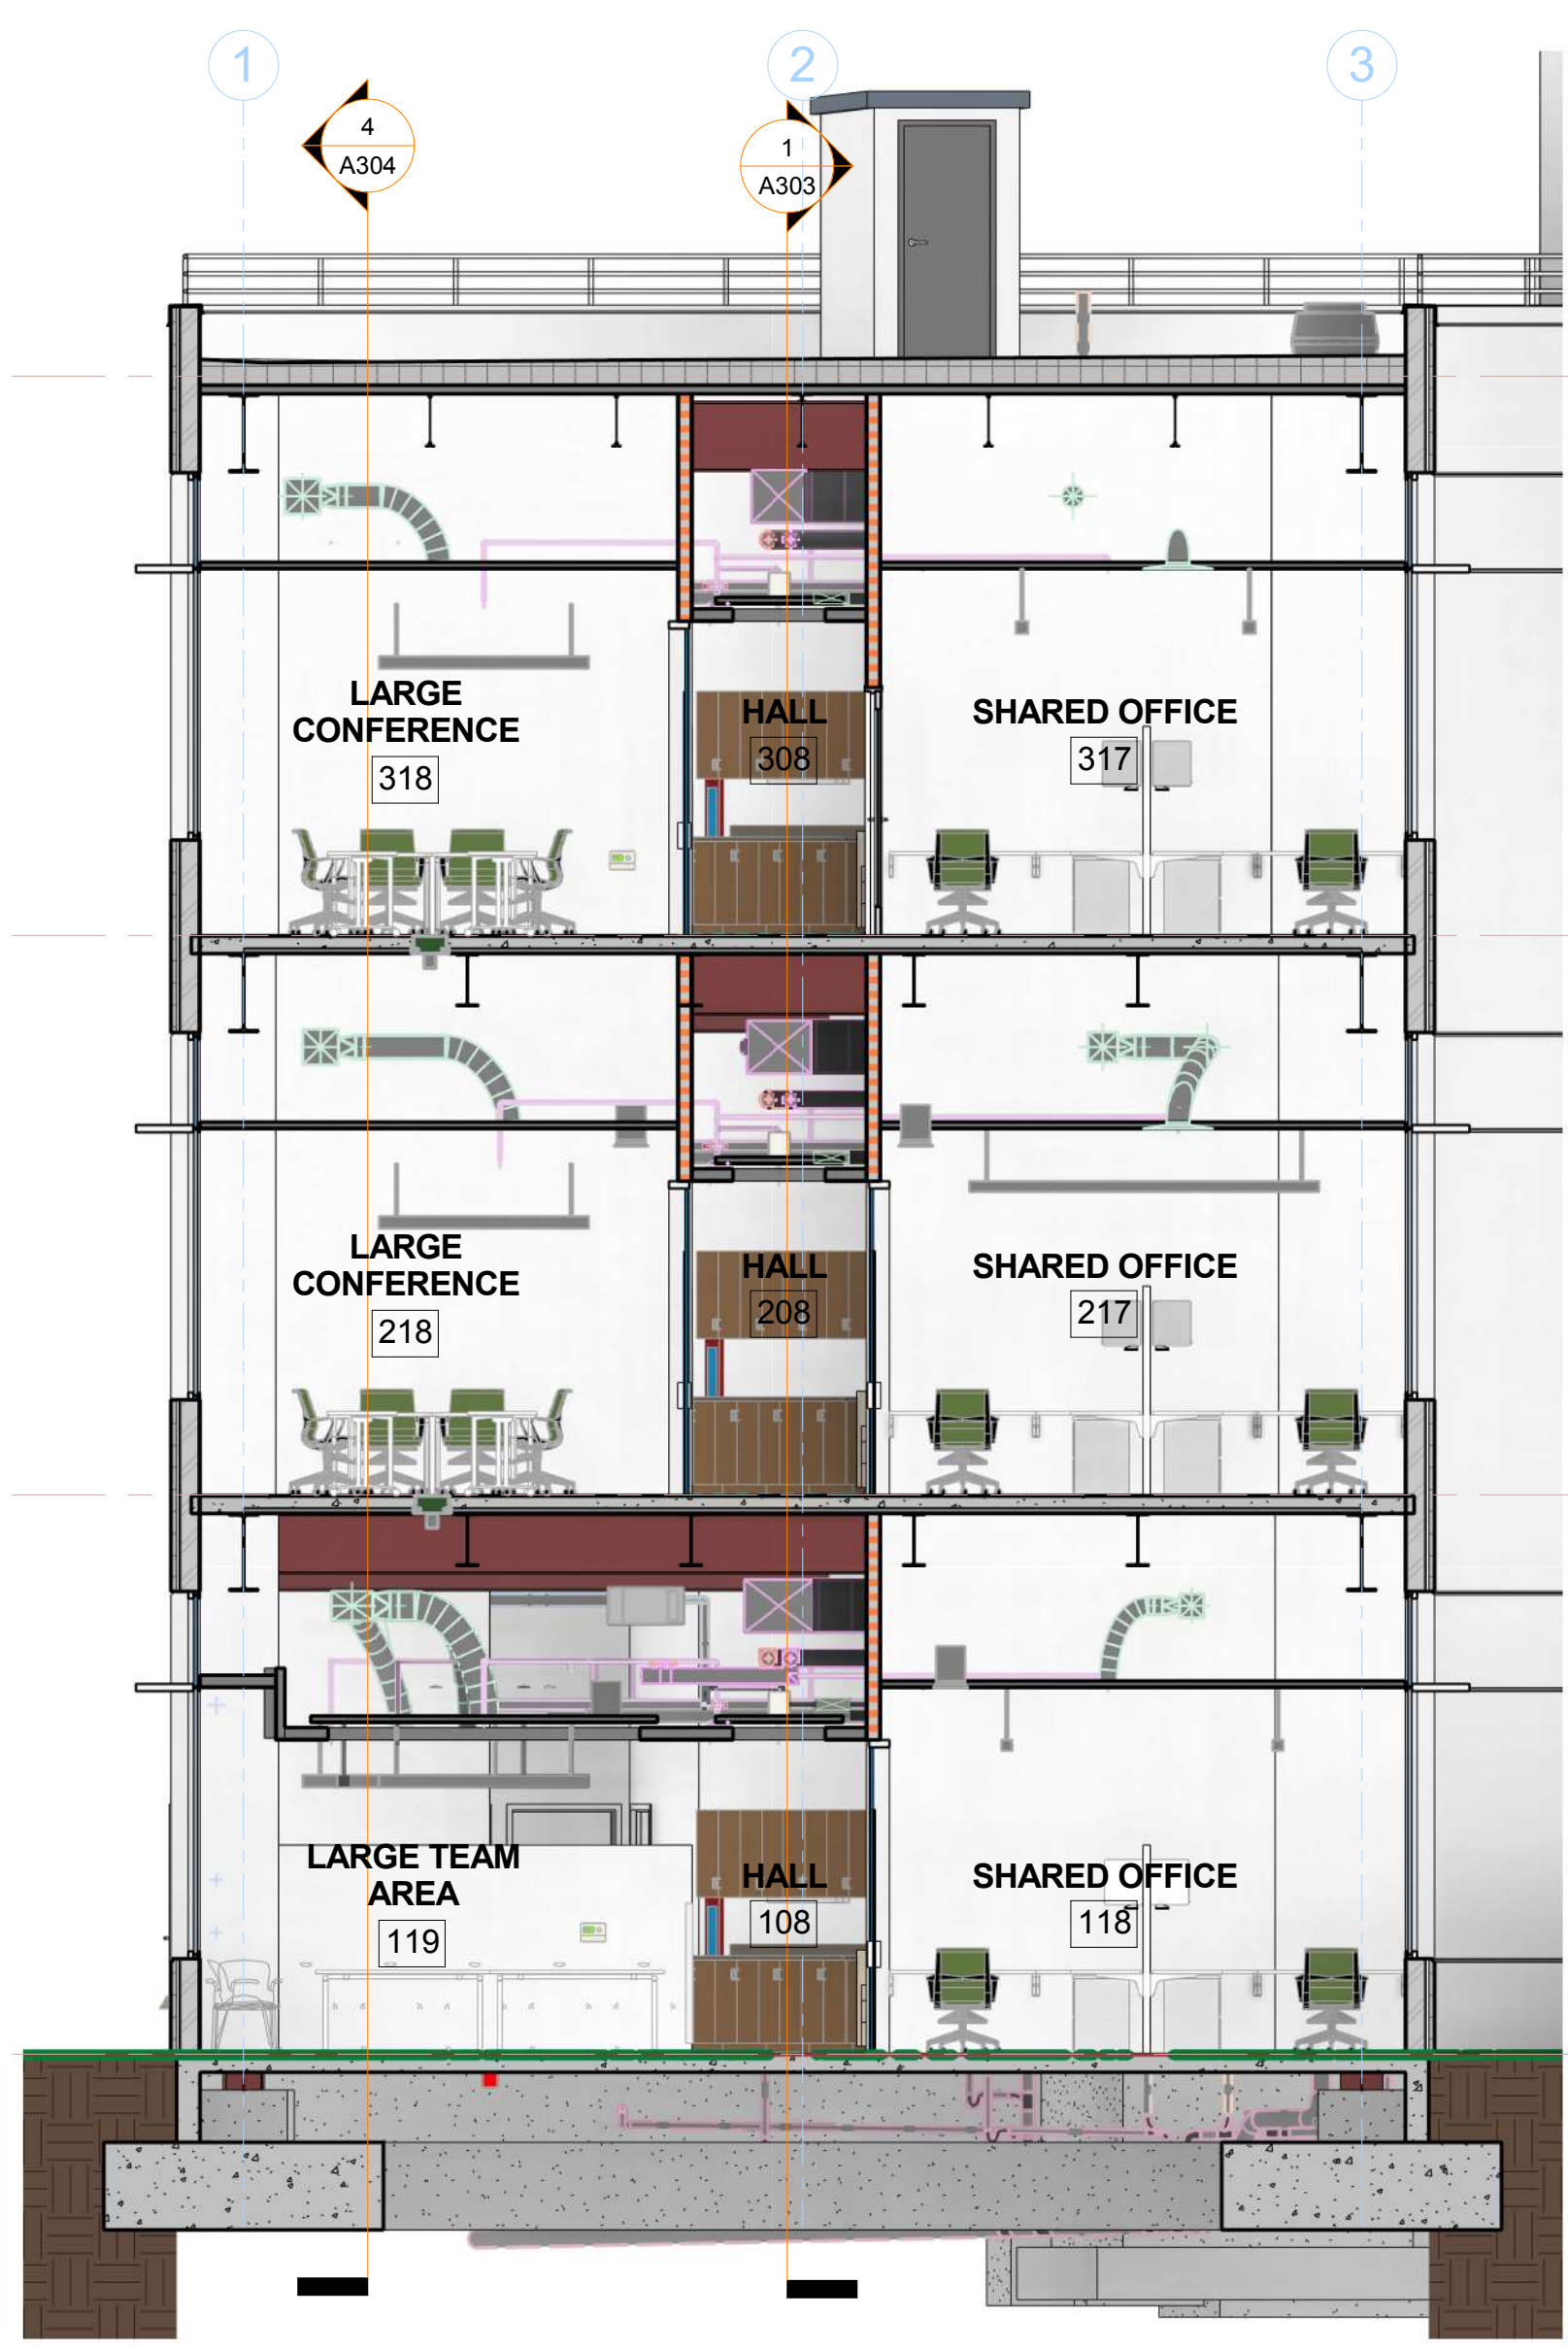 1
2
3
4
A304
1
A303
LARGE
CONFERENCE
318
HALL
308
SHARED OFFICE
317
LARGE
CONFERENCE
218
HALL
208
SHARED OFFICE
217
LARGE TEAM
AREA
119
HALL
108
SHARED OFFICE
118